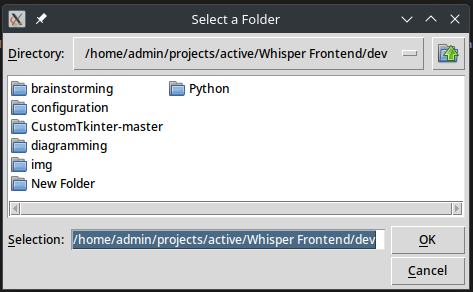 Select a Folder
Directory: /home/admin/projects/active/Whisper Frontend/dev
brainstorming
configuration
CustomTkinter-master
diagramming
img
New Folder
Python
Selection: /home/admin/projects/active/Whisper Frontend/dev
OK
Cancel